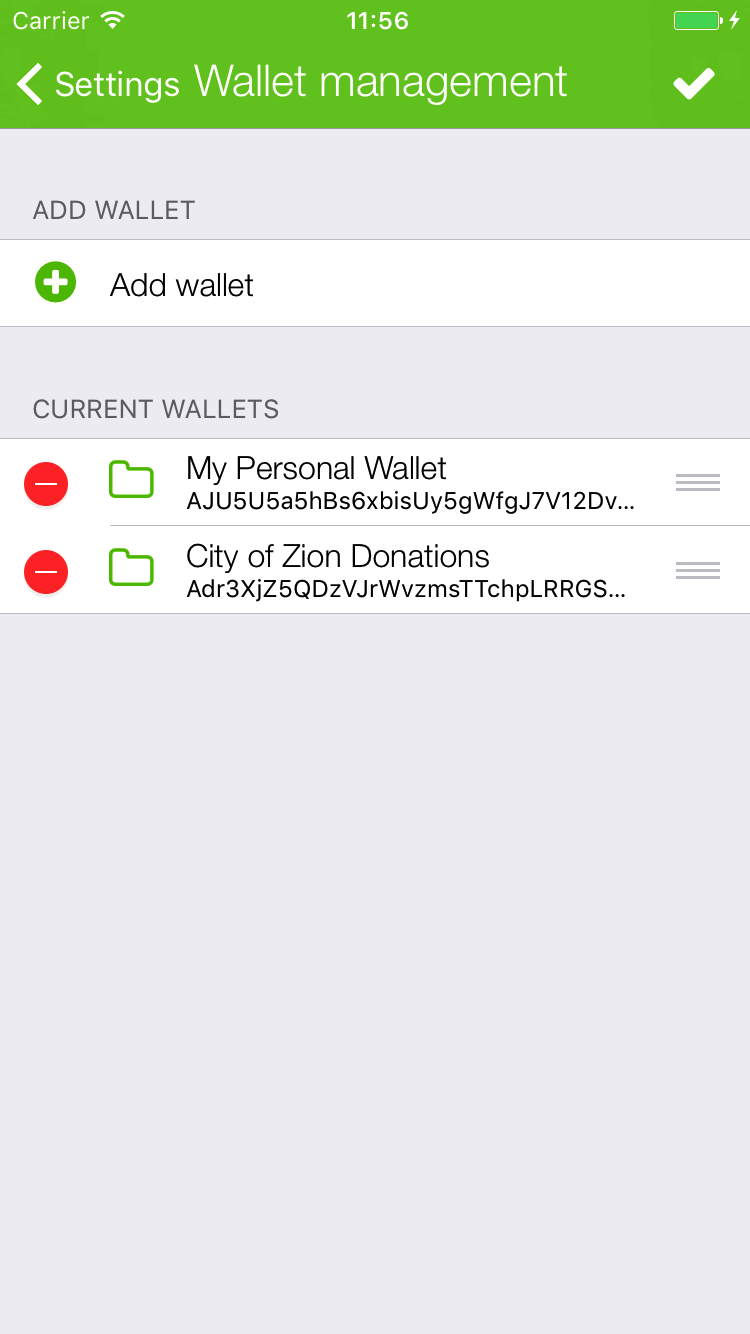 Carrier 11:56
Settings Wallet management
ADD WALLET
Add wallet
CURRENT WALLETS
My Personal Wallet
AJU5U5a5hBs6xbisUy5gWfgJ7V12Dv...
City of Zion Donations
Adr3XjZ5QDzVJrWvzmsTTchpLRRGS...